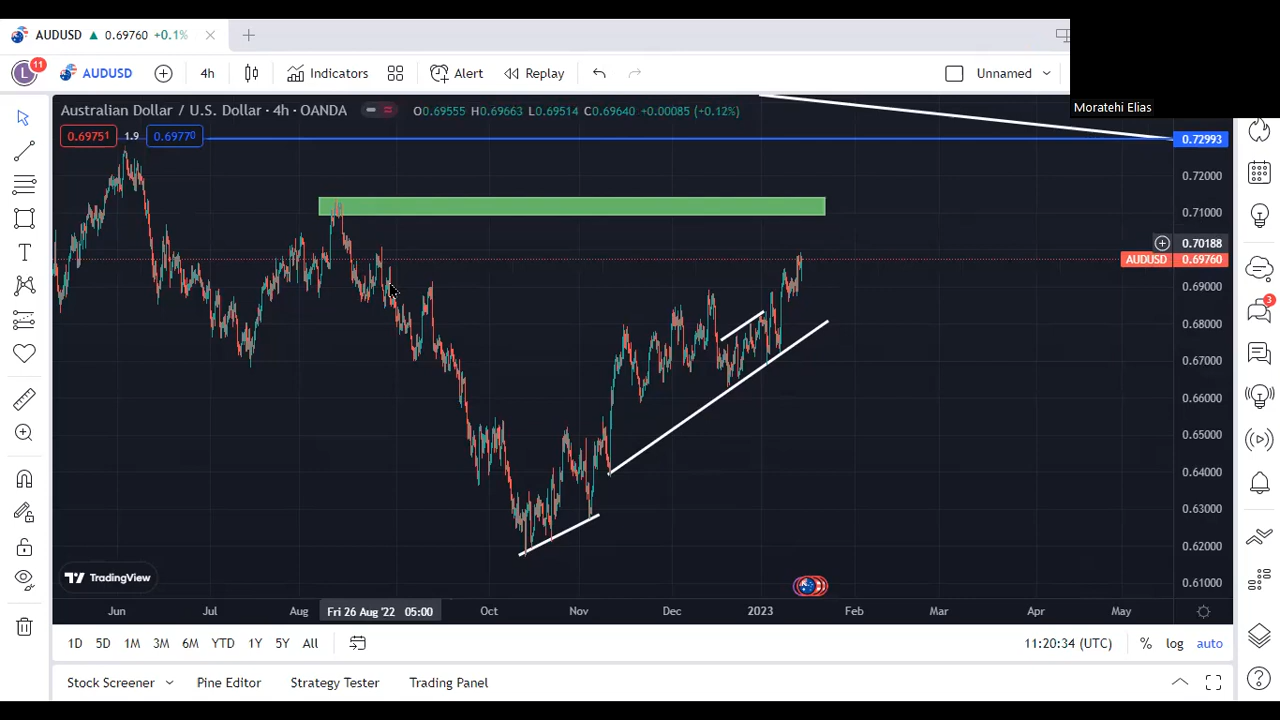 AUDUSD ▲ 0.69760 +0.1%
L 11 AUDUSD 4h Indicators Alert Replay Unnamed
Moratehi Elias
Australian Dollar / U.S. Dollar · 4h · OANDA O0.69555 H0.69663 L0.69514 C0.69640 +0.00085 (+0.12%)
0.69751 1.9 0.69770
0.72993
0.72000
0.71000
0.70188
AUDUSD 0.69760
0.69000
0.68000
0.67000
0.66000
0.65000
0.64000
0.63000
0.62000
0.61000
3
T
TradingView
Jun Jul Aug Fri 26 Aug '22 05:00 Oct Nov Dec 2023 Feb Mar Apr May
1D 5D 1M 3M 6M YTD 1Y 5Y All 11:20:34 (UTC) % log auto
Stock Screener Pine Editor Strategy Tester Trading Panel